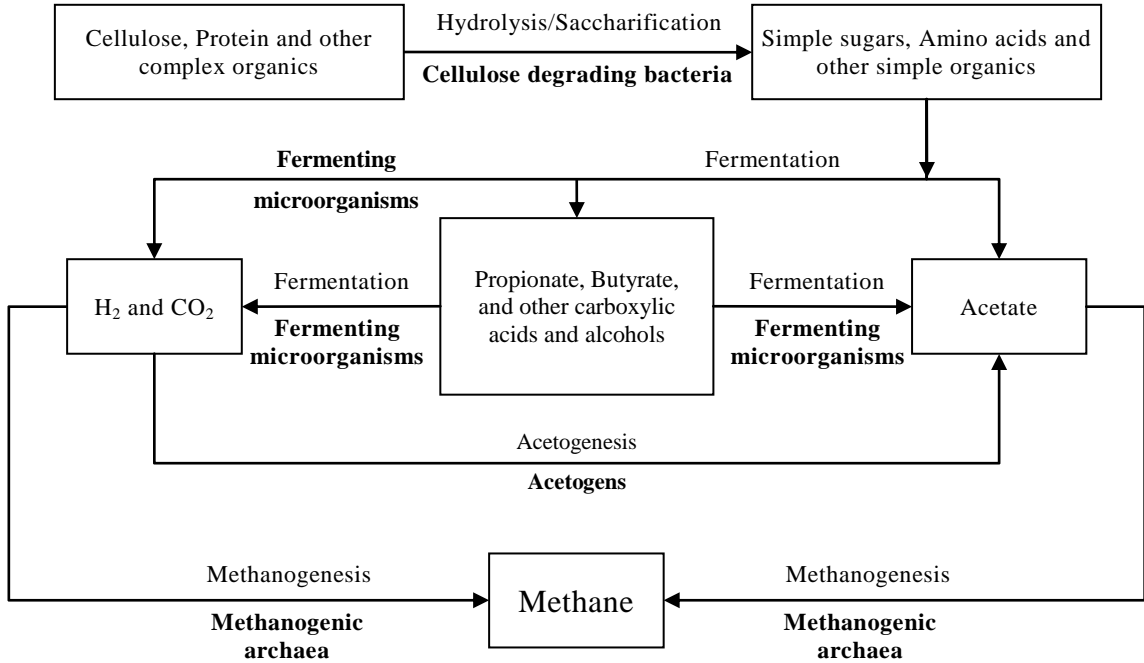 Cellulose, Protein and other
complex organics
Hydrolysis/Saccharification
Cellulose degrading bacteria
Simple sugars, Amino acids and
other simple organics
Fermenting
microorganisms
Fermentation
H₂ and CO₂
Fermentation
Fermenting
microorganisms
Propionate, Butyrate,
and other carboxylic
acids and alcohols
Fermentation
Fermenting
microorganisms
Acetate
Acetogenesis
Acetogens
Methanogenesis
Methanogenic
archaea
Methane
Methanogenesis
Methanogenic
archaea